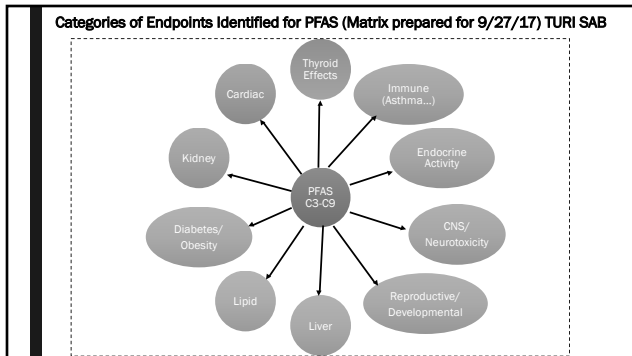 Categories of Endpoints Identified for PFAS (Matrix prepared for 9/27/17) TURI SAB
Thyroid
Effects
Immune
(Asthma...)
Endocrine
Activity
CNS/
Neurotoxicity
Reproductive/
Developmental
Liver
Lipid
Diabetes/
Obesity
Kidney
Cardiac
PFAS
C3-C9